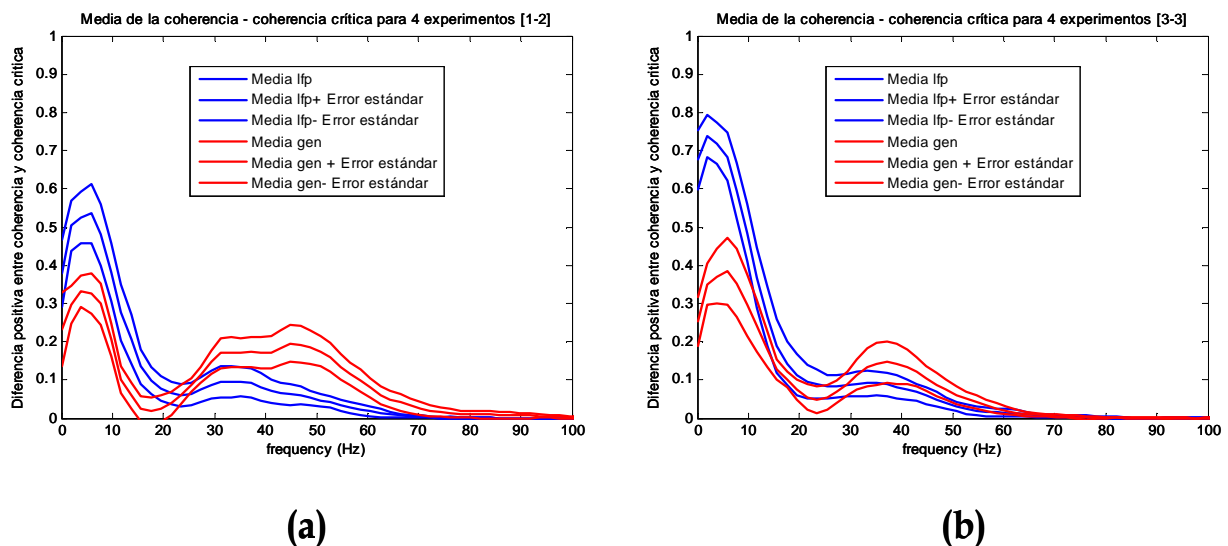 Media de la coherencia - coherencia crítica para 4 experimentos [1-2]
Diferencia positiva entre coherencia y coherencia crítica
1
0.9
0.8
0.7
0.6
0.5
0.4
0.3
0.2
0.1
0
Media lfp
Media lfp+ Error estándar
Media lfp- Error estándar
Media gen
Media gen + Error estándar
Media gen- Error estándar
0 10 20 30 40 50 60 70 80 90 100
frequency (Hz)
(a)
Media de la coherencia - coherencia crítica para 4 experimentos [3-3]
Diferencia positiva entre coherencia y coherencia crítica
1
0.9
0.8
0.7
0.6
0.5
0.4
0.3
0.2
0.1
0
Media lfp
Media lfp+ Error estándar
Media lfp- Error estándar
Media gen
Media gen + Error estándar
Media gen- Error estándar
0 10 20 30 40 50 60 70 80 90 100
frequency (Hz)
(b)